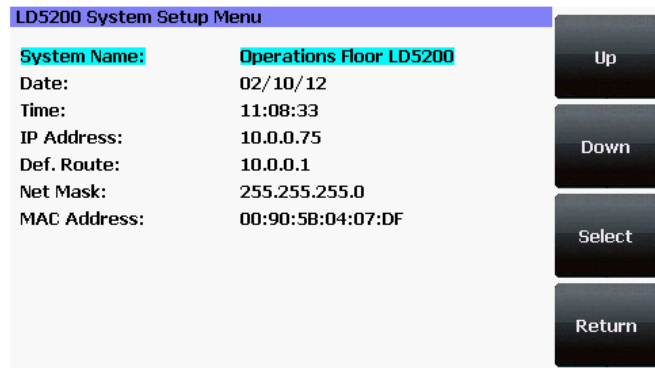 LD5200 System Setup Menu
System Name: Operations Floor LD5200
Date: 02/10/12
Time: 11:08:33
IP Address: 10.0.0.75
Def. Route: 10.0.0.1
Net Mask: 255.255.255.0
MAC Address: 00:90:5B:04:07:DF
Up
Down
Select
Return